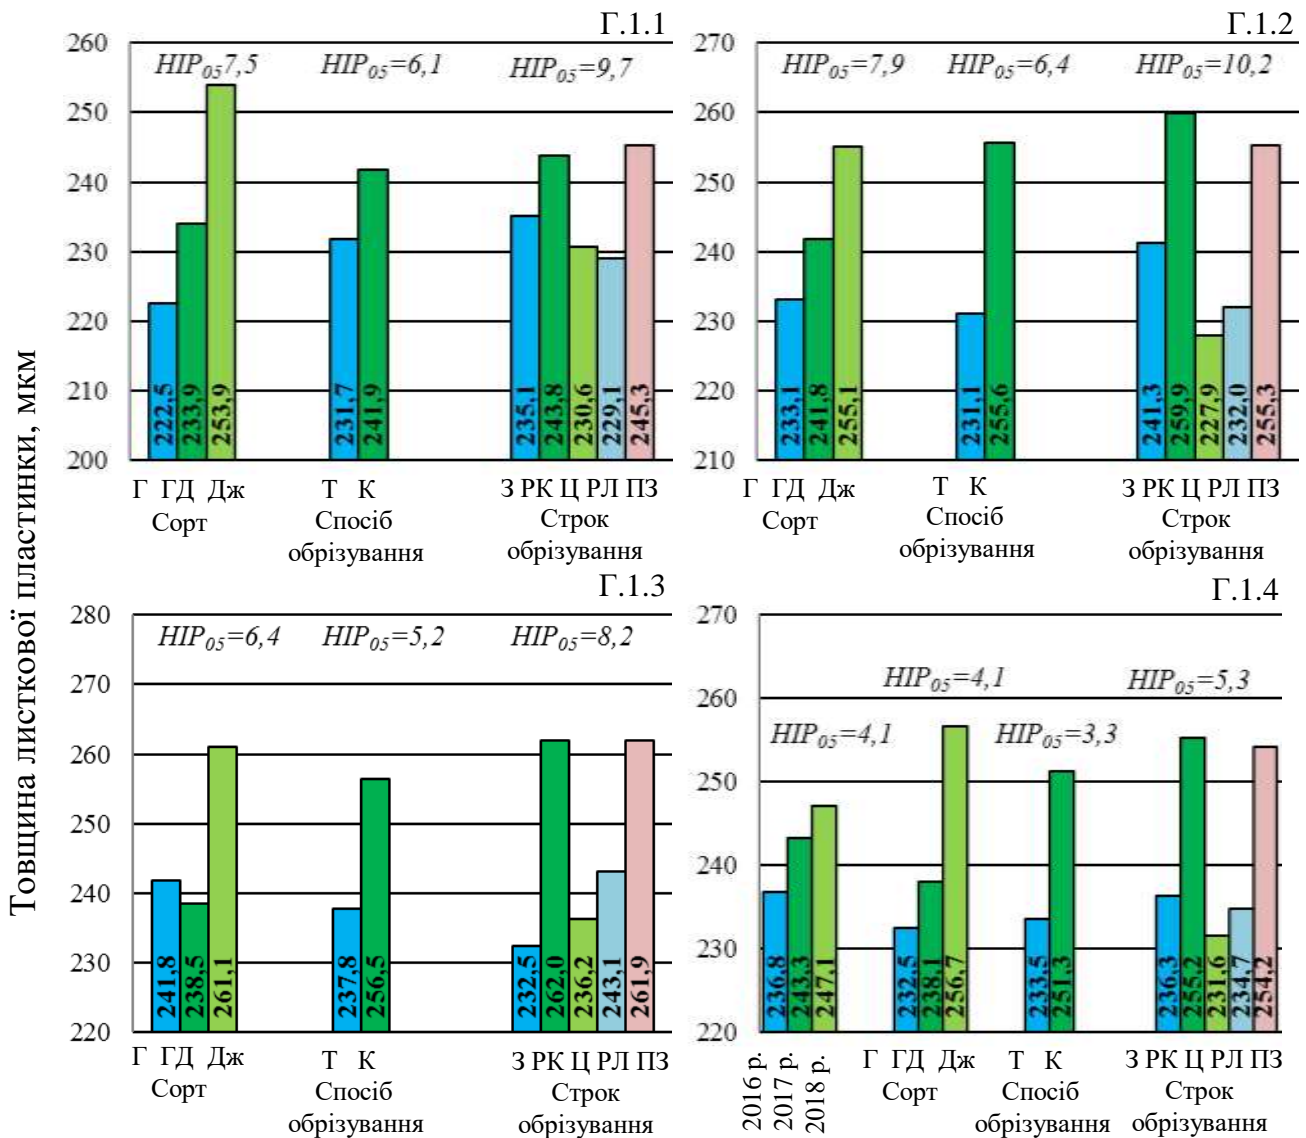 Товщина листкової пластинки, мкм
Г.1.1
260
250
240
230
220
210
200
НІР05 7,5
НІР05=6,1
НІР05=9,7
222,5
233,9
253,9
231,7
241,9
235,1
243,8
230,6
229,1
245,3
Г ГД Дж
Сорт
Т К
Спосіб
обрізування
З РК Ц РЛ ПЗ
Строк
обрізування
Г.1.2
270
260
250
240
230
220
210
НІР05=7,9
НІР05=6,4
НІР05=10,2
233,1
241,8
255,1
231,1
255,6
241,3
259,9
227,9
232,0
255,3
Г ГД Дж
Сорт
Т К
Спосіб
обрізування
З РК Ц РЛ ПЗ
Строк
обрізування
Г.1.3
280
270
260
250
240
230
220
НІР05=6,4
НІР05=5,2
НІР05=8,2
241,8
238,5
261,1
237,8
256,5
232,5
262,0
236,2
243,1
261,9
Г ГД Дж
Сорт
Т К
Спосіб
обрізування
З РК Ц РЛ ПЗ
Строк
обрізування
Г.1.4
270
260
250
240
230
220
НІР05=4,1
НІР05=4,1
НІР05=3,3
НІР05=5,3
236,8
243,3
247,1
232,5
238,1
256,7
233,5
251,3
236,3
255,2
231,6
234,7
254,2
2016 р.
2017 р.
2018 р.
Г ГД Дж
Сорт
Т К
Спосіб
обрізування
З РК Ц РЛ ПЗ
Строк
обрізування